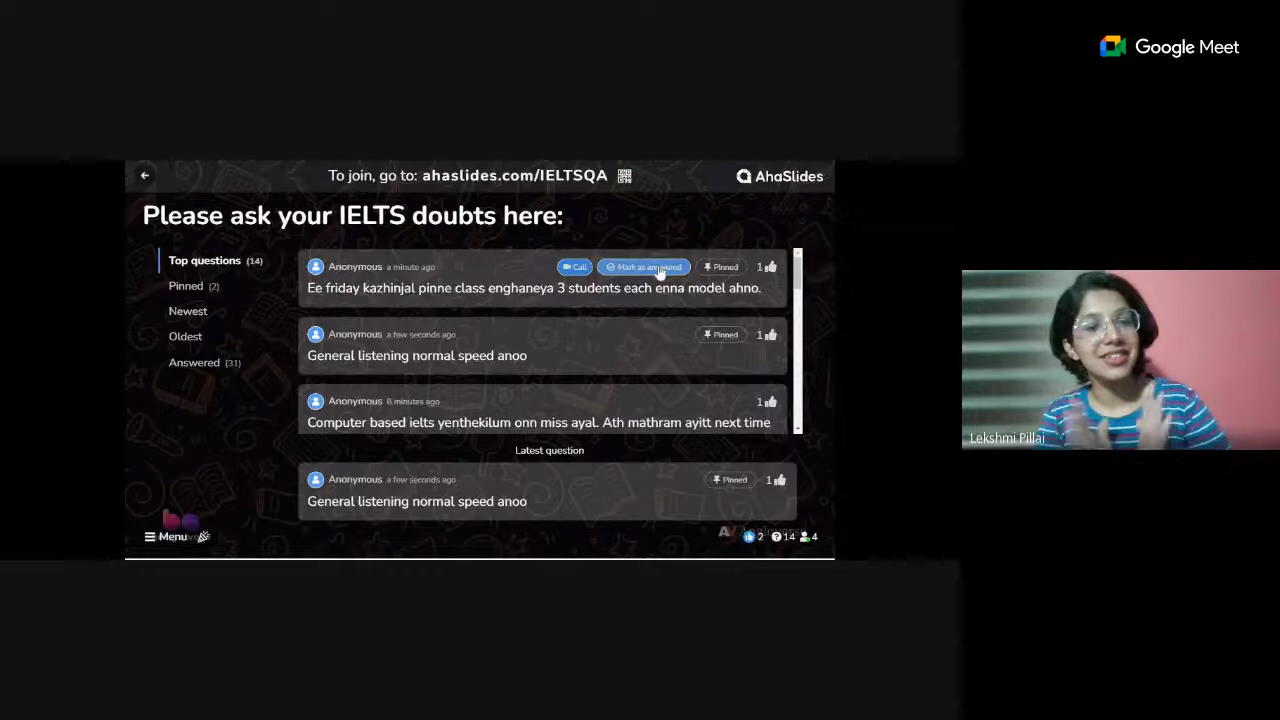 Google Meet
To join, go to: ahaslides.com/IELTSQA
AhaSlides
Please ask your IELTS doubts here:
Top questions (14)
Pinned (2)
Newest
Oldest
Answered (31)
Anonymous a minute ago
Call
Mark as answered
Pinned
1
Ee friday kazhinjal pinne class enghaneya 3 students each enna model ahno.
Anonymous a few seconds ago
Pinned
1
General listening normal speed anoo
Anonymous 8 minutes ago
1
Computer based ielts yenthekilum onn miss ayal. Ath mathram ayitt next time
Latest question
Anonymous a few seconds ago
Pinned
1
General listening normal speed anoo
Menu
2
14
4
Lekshmi Pillai